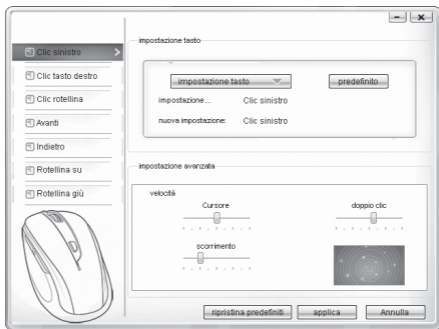 impostazione tasto
Clic sinistro
Clic tasto destro
Clic rotellina
Avanti
Indietro
Rotellina su
Rotellina giù
impostazione tasto
predefinito
impostazione ... Clic sinistro
nuova impostazione: Clic sinistro
impostazione avanzata
velocità
Cursore
doppio clic
scorrimento
ripristina predefiniti
applica
Annulla